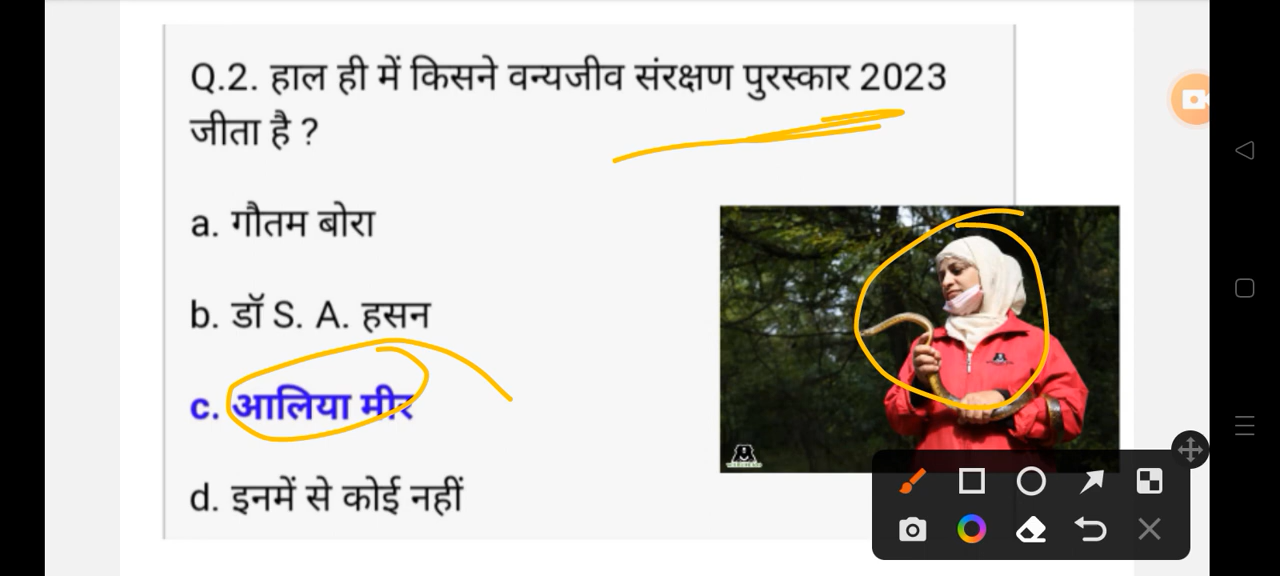 Q.2. हाल ही में किसने वन्यजीव संरक्षण पुरस्कार 2023
जीता है ?
a. गौतम बोरा
b. डॉ S. A. हसन
c. आलिया मीर
d. इनमें से कोई नहीं